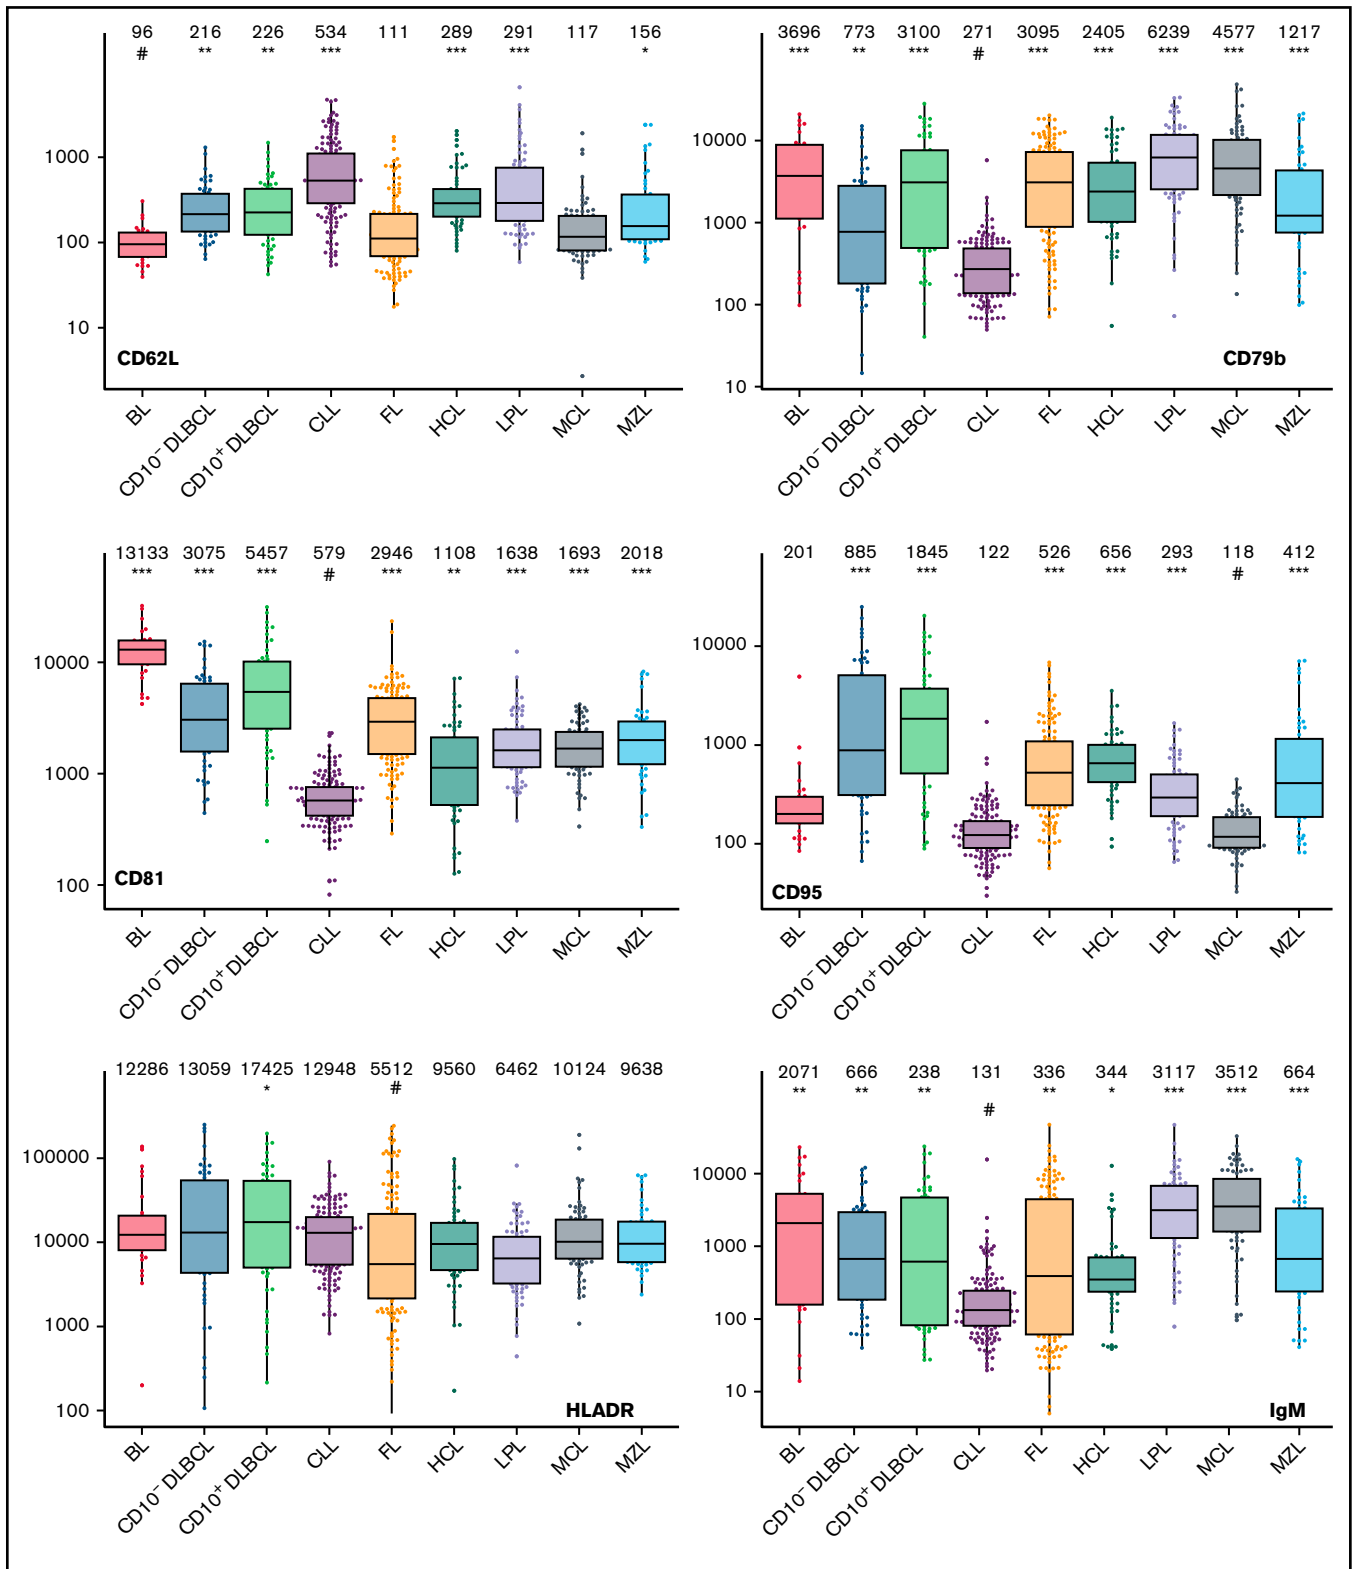 96 216 226 534 111 289 291 117 156
# ** ** *** *** *** *
1000
100
10
CD62L
BL CD10⁻ DLBCL CD10⁺ DLBCL CLL FL HCL LPL MCL MZL
3696 773 3100 271 3095 2405 6239 4577 1217
*** ** *** # *** *** *** *** ***
10000
1000
100
10
CD79b
BL CD10⁻ DLBCL CD10⁺ DLBCL CLL FL HCL LPL MCL MZL
13133 3075 5457 579 2946 1108 1638 1693 2018
*** *** *** # *** ** *** *** ***
10000
1000
100
CD81
BL CD10⁻ DLBCL CD10⁺ DLBCL CLL FL HCL LPL MCL MZL
201 885 1845 122 526 656 293 118 412
*** *** *** *** *** # ***
10000
1000
100
CD95
BL CD10⁻ DLBCL CD10⁺ DLBCL CLL FL HCL LPL MCL MZL
12286 13059 17425 12948 5512 9560 6462 10124 9638
* #
100000
10000
1000
100
HLADR
BL CD10⁻ DLBCL CD10⁺ DLBCL CLL FL HCL LPL MCL MZL
2071 666 238 131 336 344 3117 3512 664
** ** ** # ** * *** *** ***
10000
1000
100
10
IgM
BL CD10⁻ DLBCL CD10⁺ DLBCL CLL FL HCL LPL MCL MZL